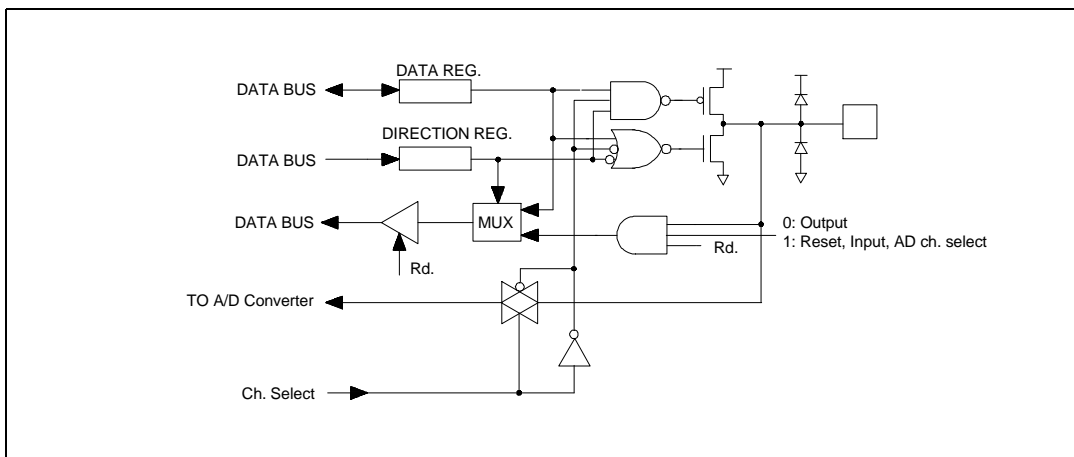 DATA REG.
DATA BUS
DIRECTION REG.
DATA BUS
DATA BUS
MUX
0: Output
1: Reset, Input, AD ch. select
Rd.
Rd.
TO A/D Converter
Ch. Select